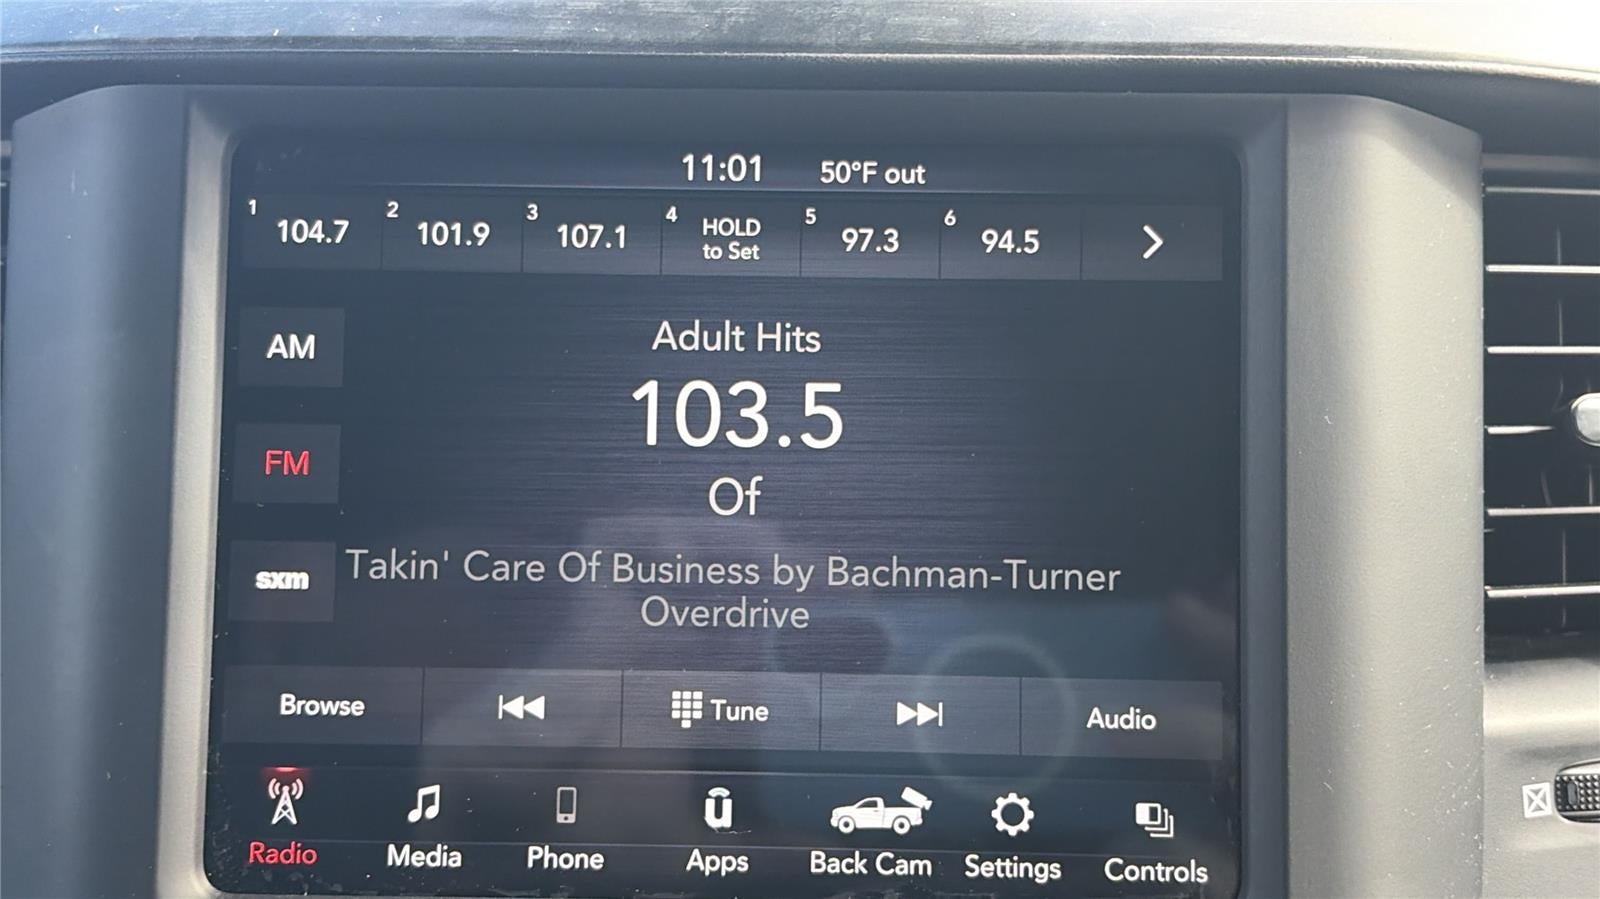 11:01 50°F out
1 104.7 2 101.9 3 107.1 4 HOLD to Set 5 97.3 6 94.5
AM
Adult Hits
103.5
FM
Of
sxm
Takin' Care Of Business by Bachman-Turner
Overdrive
Browse Tune Audio
Radio Media Phone Apps Back Cam Settings Controls